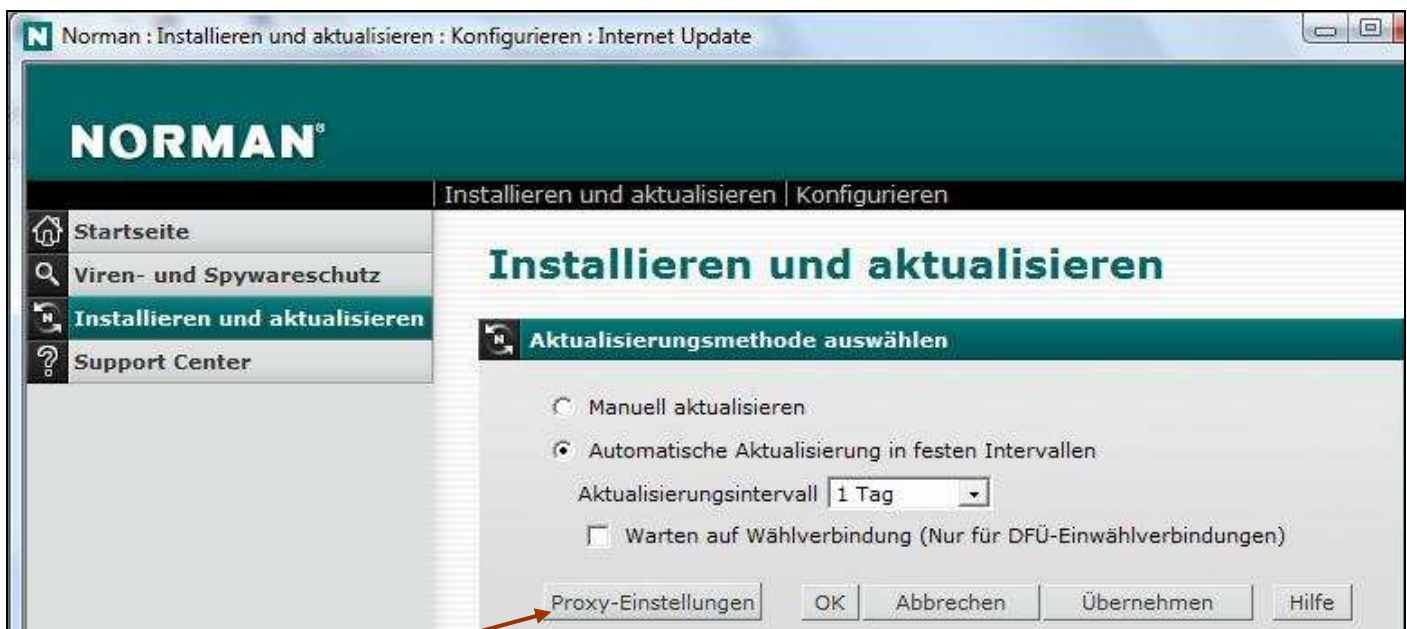 Norman : Installieren und aktualisieren : Konfigurieren : Internet Update
NORMAN®
Installieren und aktualisieren | Konfigurieren
Startseite
Viren- und Spywareschutz
Installieren und aktualisieren
Support Center
Installieren und aktualisieren
Aktualisierungsmethode auswählen
Manuell aktualisieren
Automatische Aktualisierung in festen Intervallen
Aktualisierungsintervall 1 Tag
Warten auf Wählverbindung (Nur für DFÜ-Einwählverbindungen)
Proxy-Einstellungen OK Abbrechen Übernehmen Hilfe